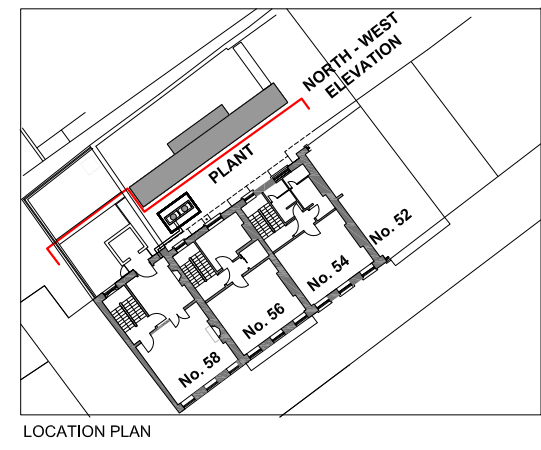 NORTH - WEST
ELEVATION
PLANT
No. 52
No. 54
No. 56
No. 58
LOCATION PLAN